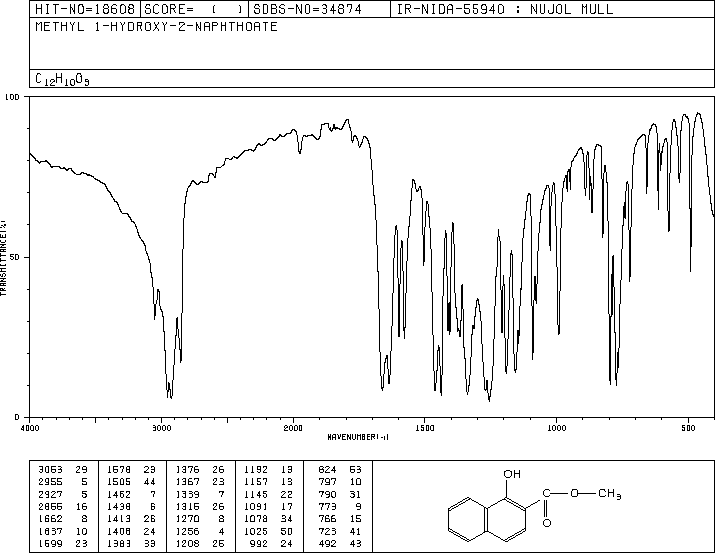 HIT-NO=18608 SCORE= ( ) SDBS-NO=34874 IR-NIDA-55940 : NUJOL MULL
METHYL 1-HYDROXY-2-NAPHTHOATE
C12H10O3
100
50
0
TRANSMITTANCE(%)
4000 3000 2000 1500 1000 500
WAVENUMBER(-1)
3053 29 1578 23 1376 26 1192 13 824 53
2955 5 1505 44 1367 23 1157 13 797 10
2927 5 1462 7 1339 7 1145 22 790 31
2855 16 1438 6 1315 26 1091 17 773 9
1662 8 1413 26 1270 8 1078 34 766 15
1637 10 1408 24 1256 4 1025 50 723 41
1599 23 1383 39 1208 25 992 24 492 43
OH
C O CH3
O